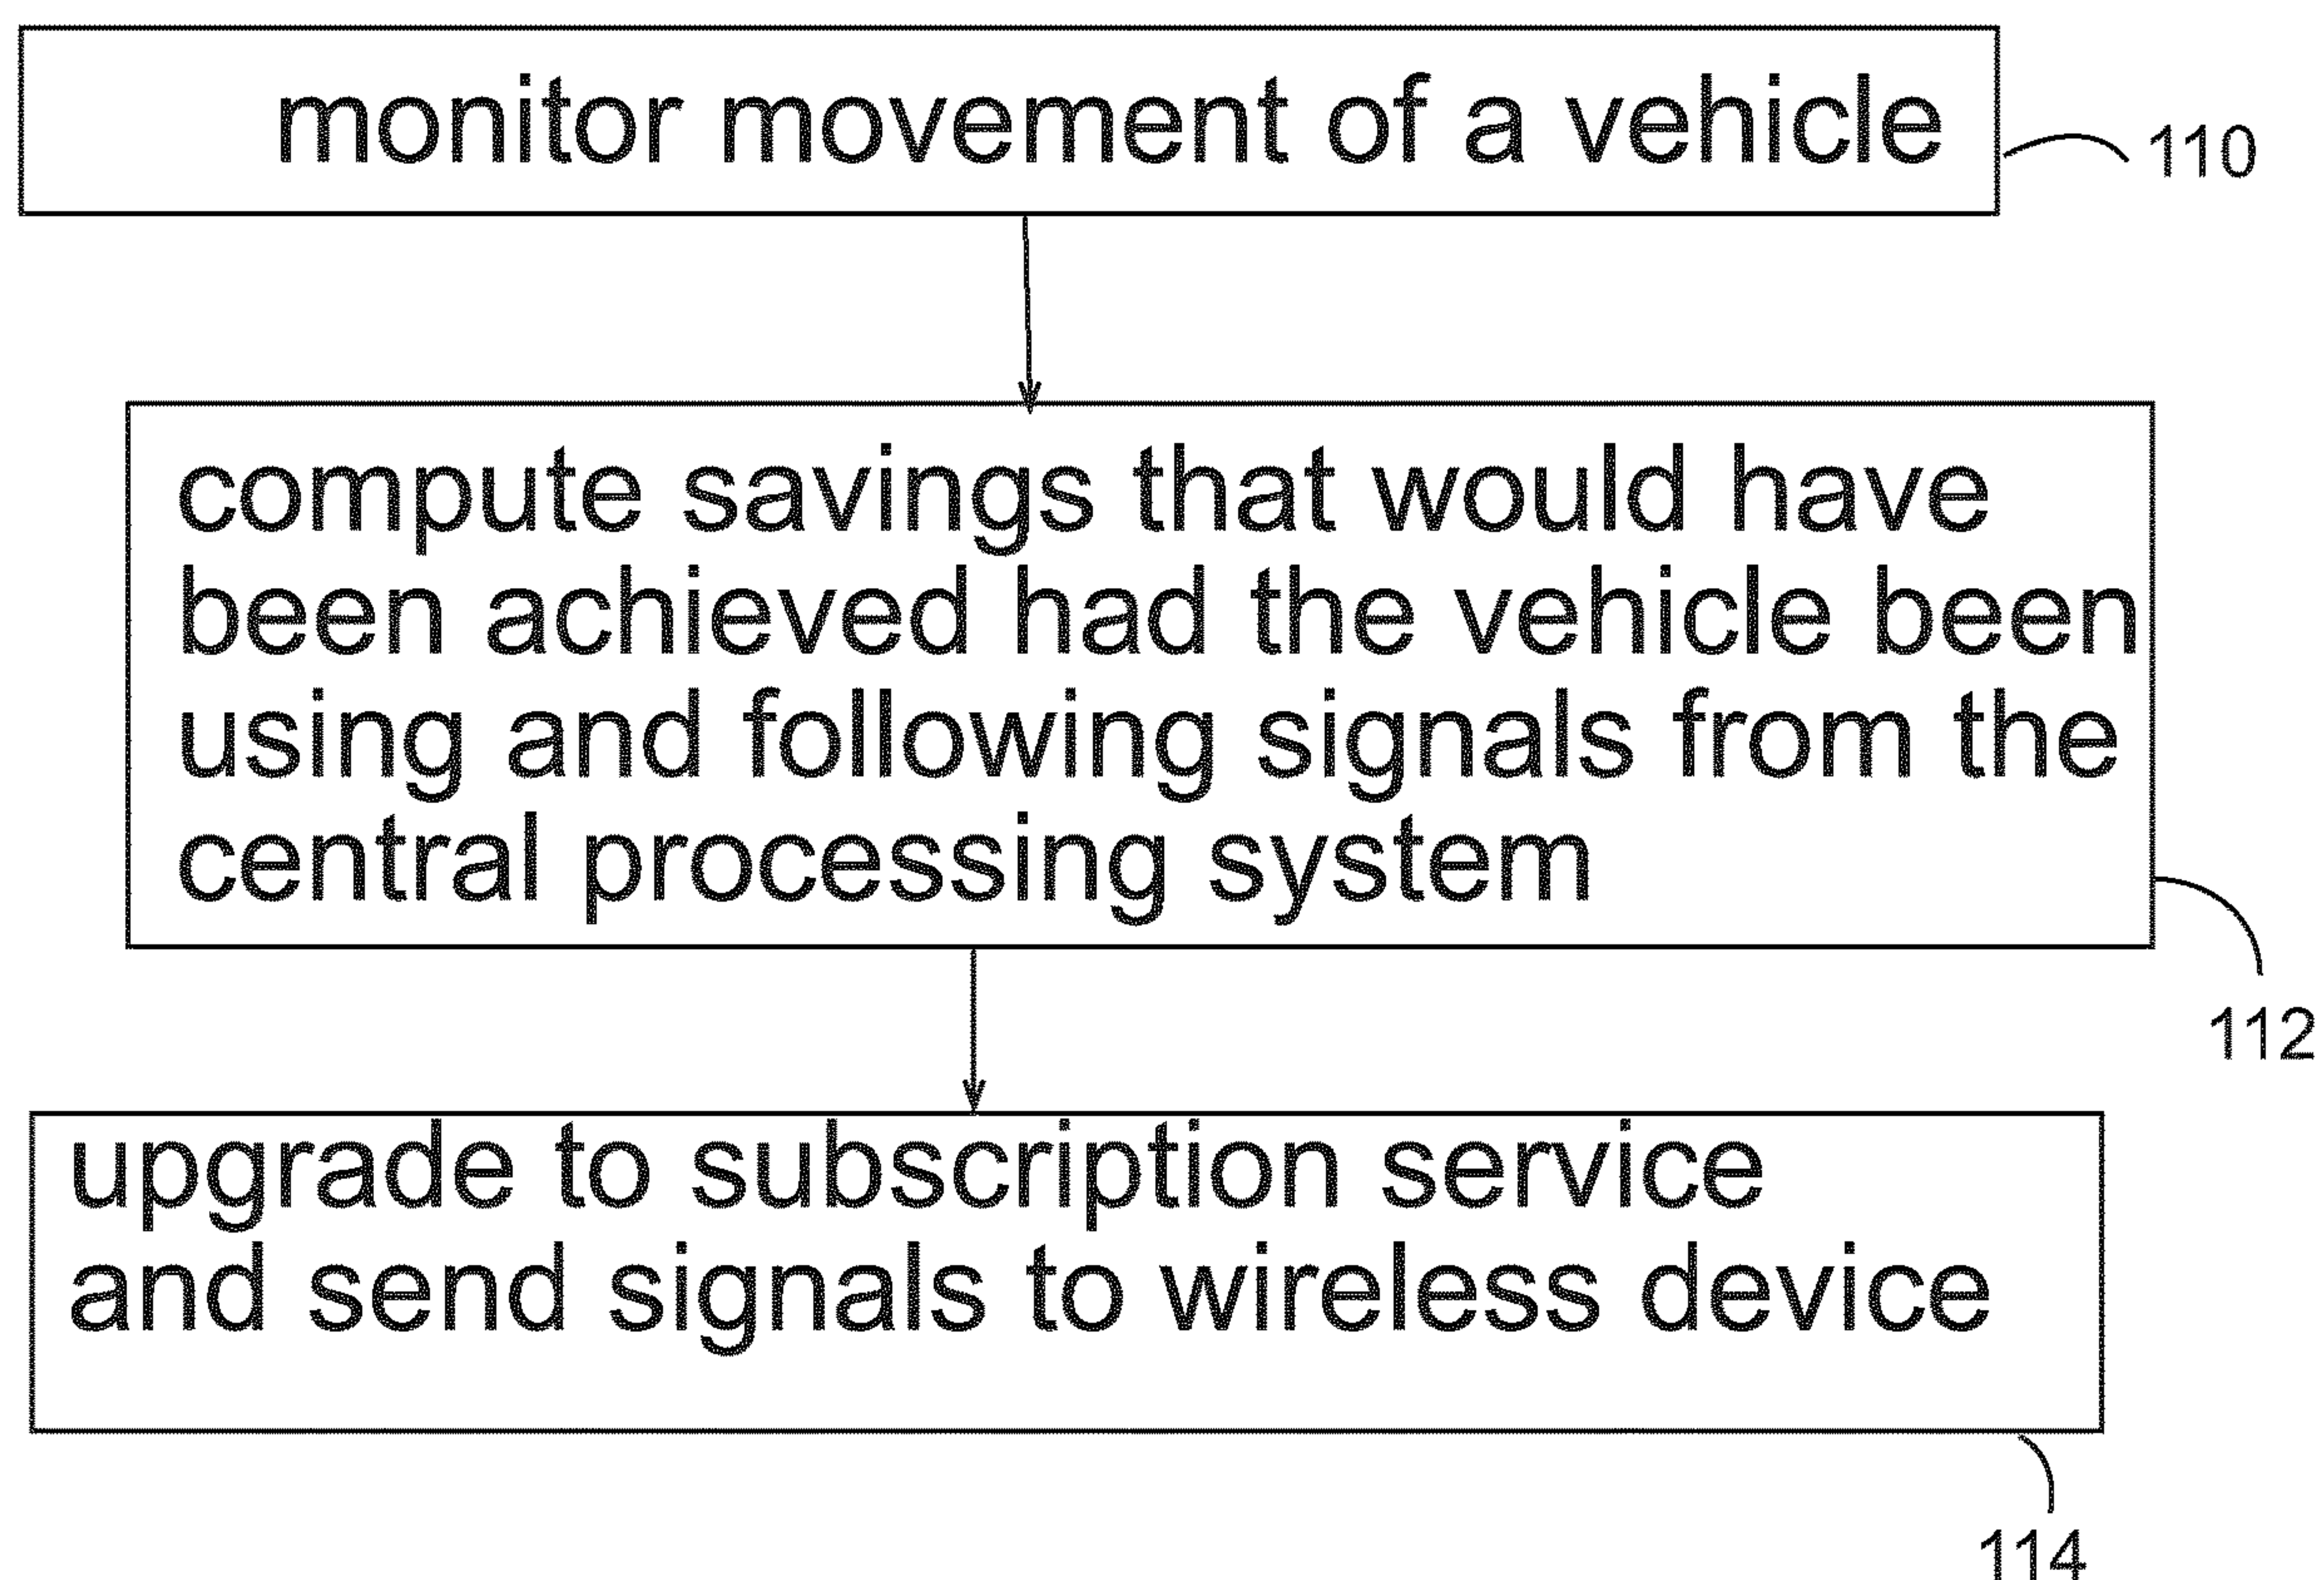 monitor movement of a vehicle
110
compute savings that would have
been achieved had the vehicle been
using and following signals from the
central processing system
112
upgrade to subscription service
and send signals to wireless device
114